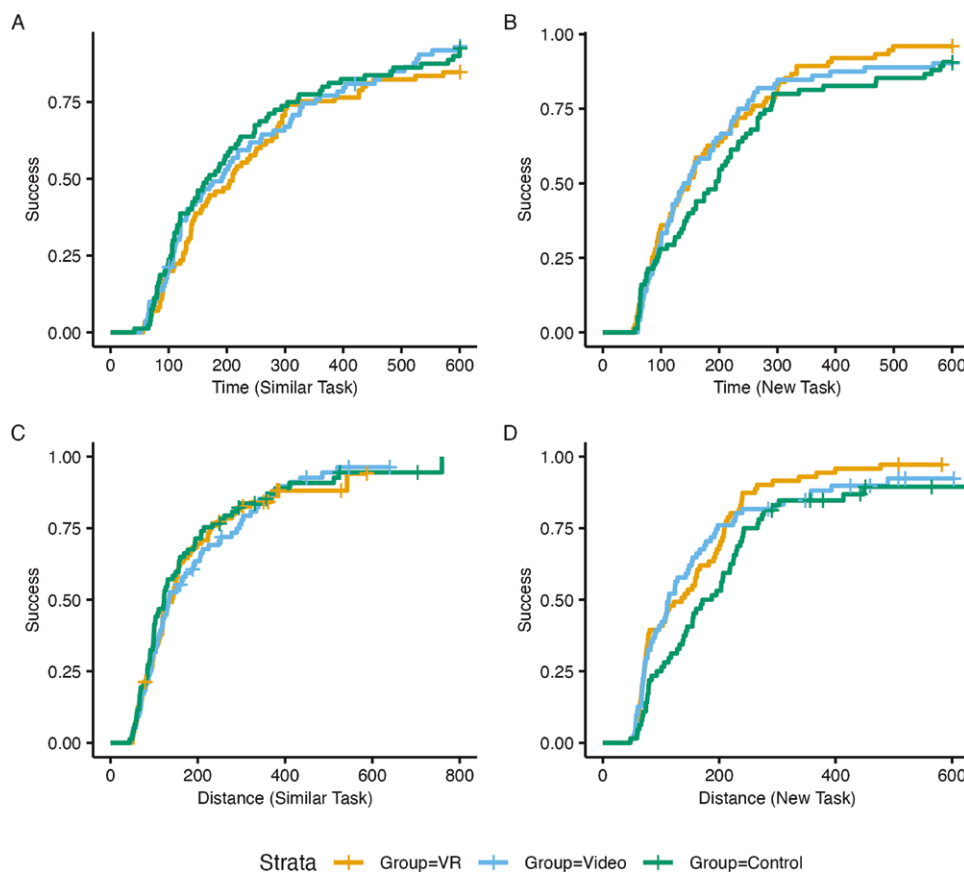 A
Success
0.75
0.50
0.25
0.00
0 100 200 300 400 500 600
Time (Similar Task)
B
Success
1.00
0.75
0.50
0.25
0.00
0 100 200 300 400 500 600
Time (New Task)
C
Success
1.00
0.75
0.50
0.25
0.00
0 200 400 600 800
Distance (Similar Task)
D
Success
1.00
0.75
0.50
0.25
0.00
0 200 400 600
Distance (New Task)
Strata Group=VR Group=Video Group=Control